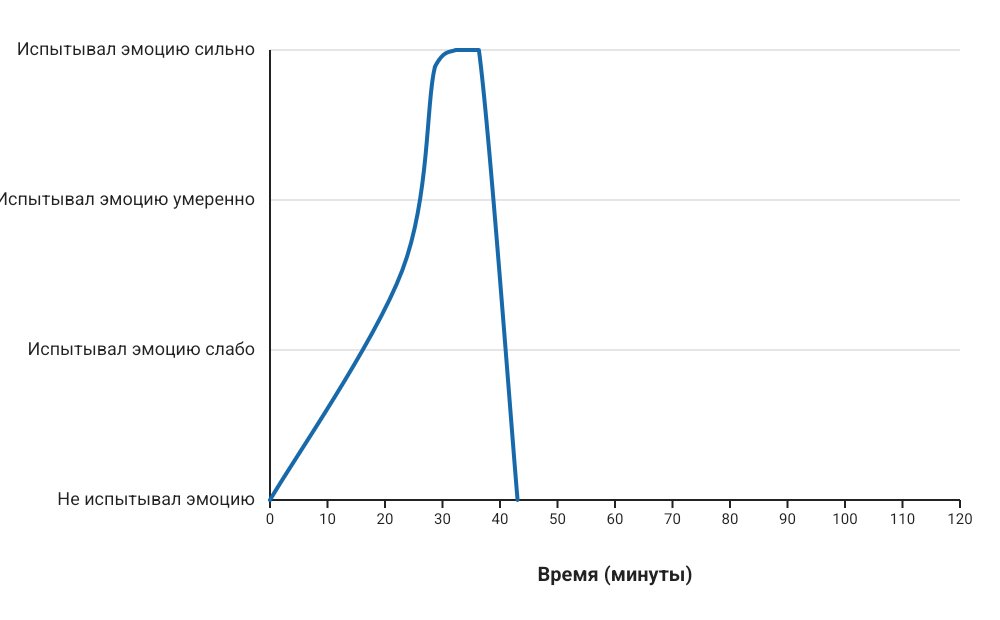 Испытывал эмоцию сильно
Испытывал эмоцию умеренно
Испытывал эмоцию слабо
Не испытывал эмоцию
0 10 20 30 40 50 60 70 80 90 100 110 120
Время (минуты)